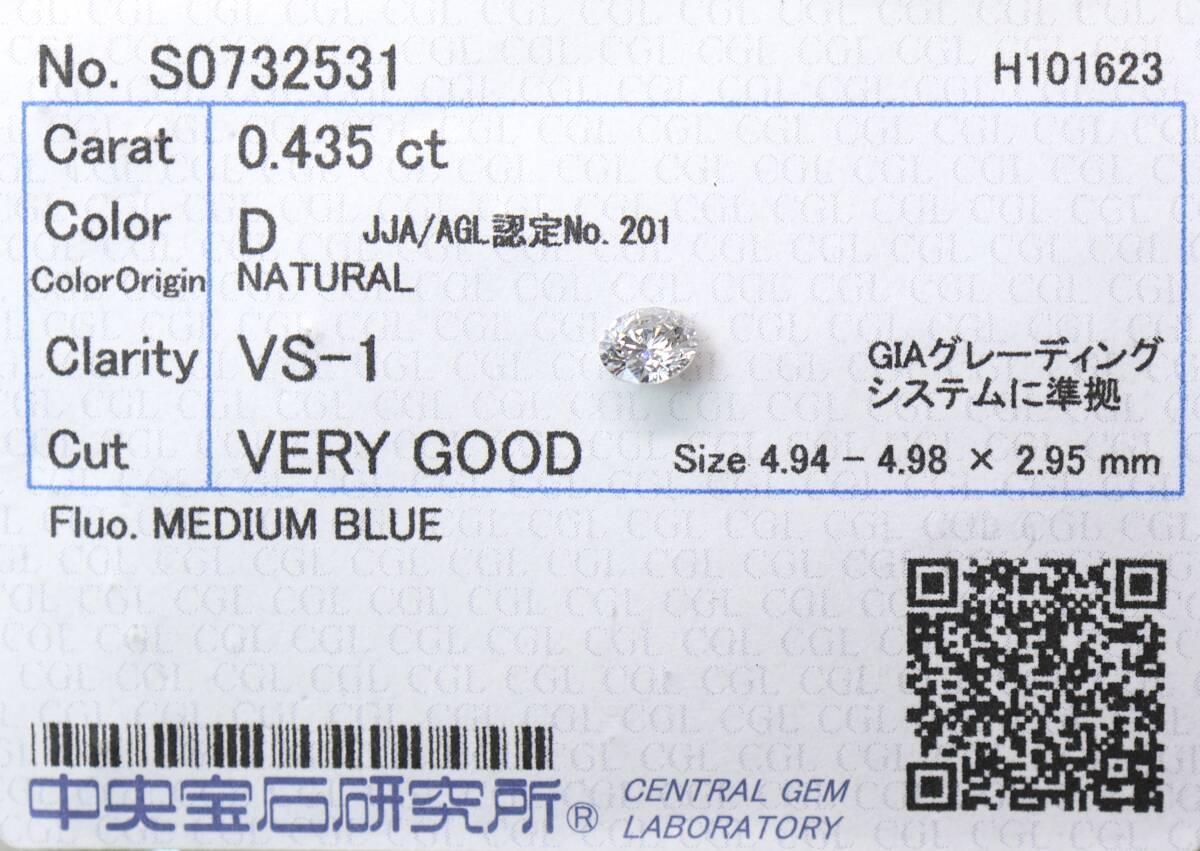 No. S0732531 H101623
Carat 0.435 ct
Color D JJA/AGL認定No. 201
ColorOrigin NATURAL
Clarity VS-1
GIAグレーディング
システムに準拠
Cut VERY GOOD Size 4.94 - 4.98 × 2.95 mm
Fluo. MEDIUM BLUE
中央宝石研究所® CENTRAL GEM
LABORATORY